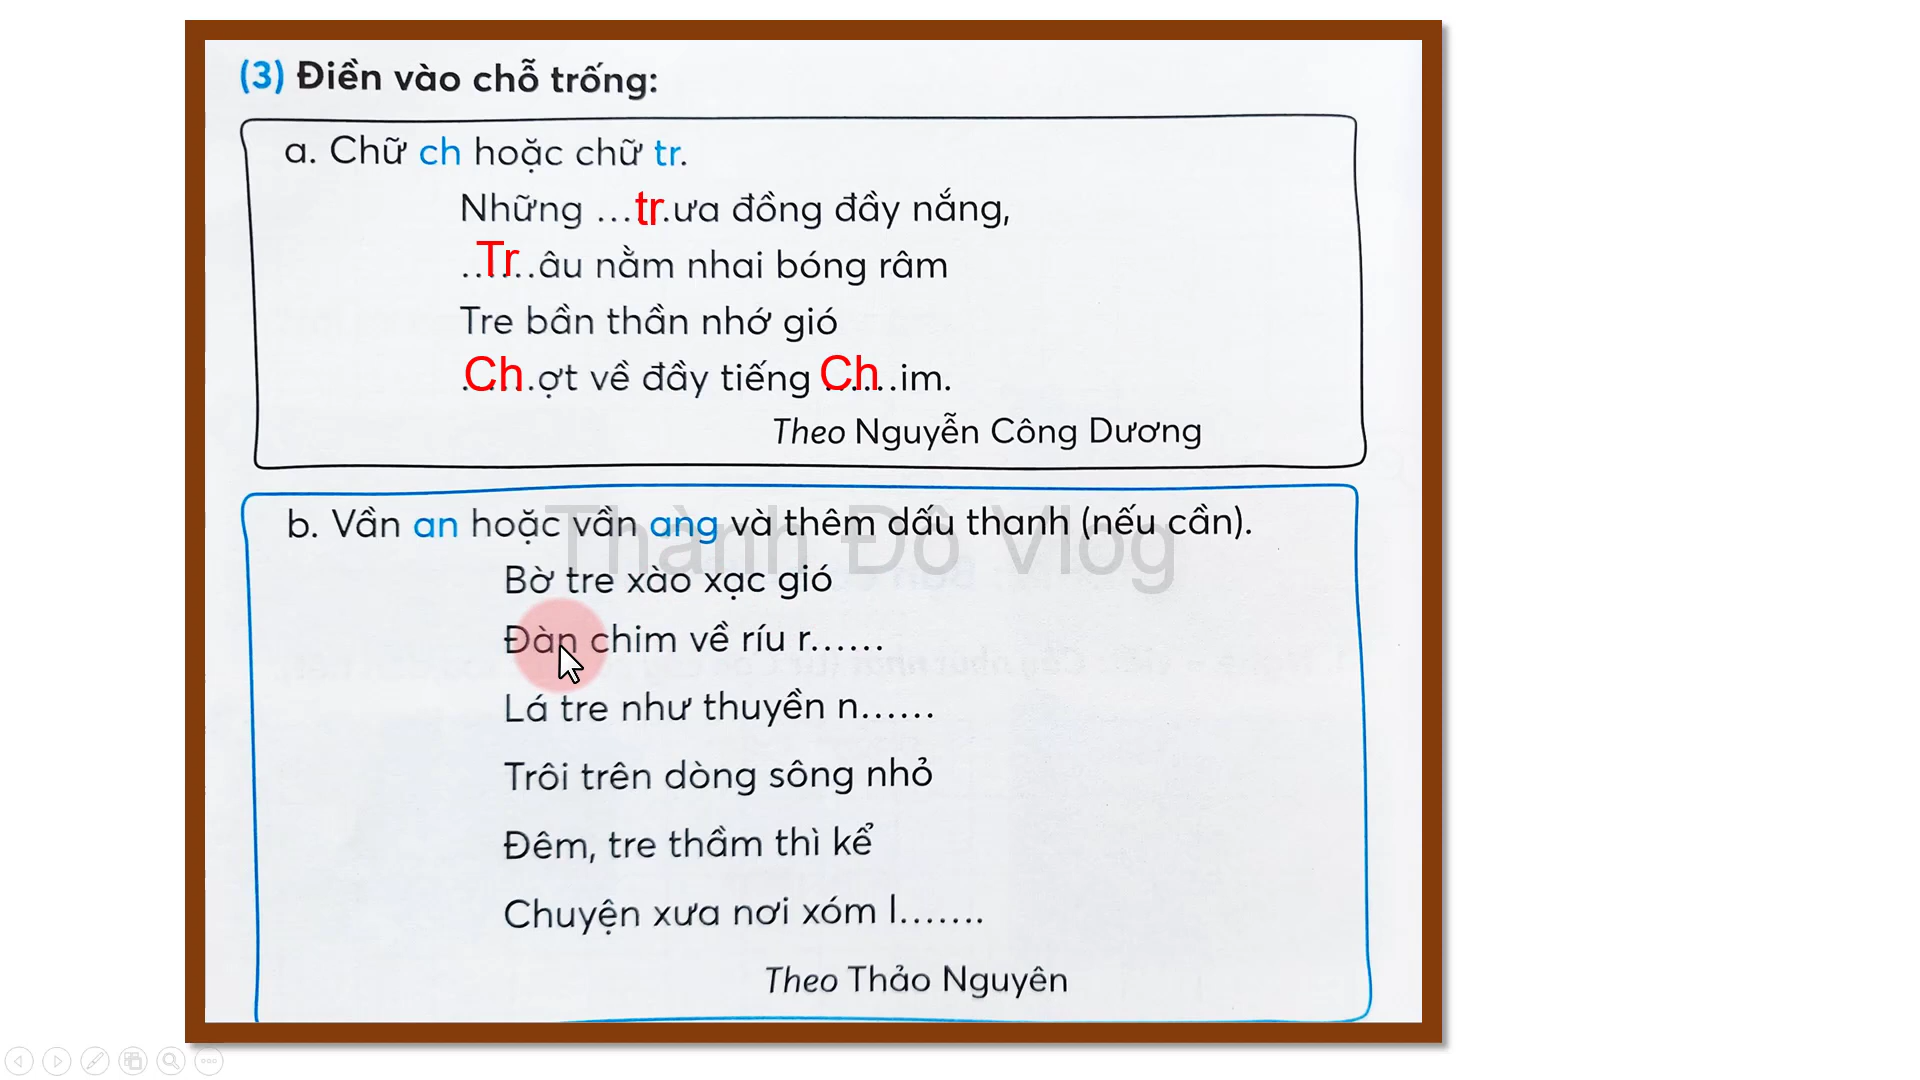 (3) Điền vào chỗ trống:
a. Chữ ch hoặc chữ tr.
Những ...tr.ưa đồng đầy nắng,
..Tr..âu nằm nhai bóng râm
Tre bần thần nhớ gió
.Ch.ợt về đầy tiếng Ch..im.
Theo Nguyễn Công Dương
b. Vần an hoặc vần ang và thêm dấu thanh (nếu cần).
Thành Đô Vlog
Bờ tre xào xạc gió
Đàn chim về ríu r......
Lá tre như thuyền n......
Trôi trên dòng sông nhỏ
Đêm, tre thầm thì kể
Chuyện xưa nơi xóm l.......
Theo Thảo Nguyên